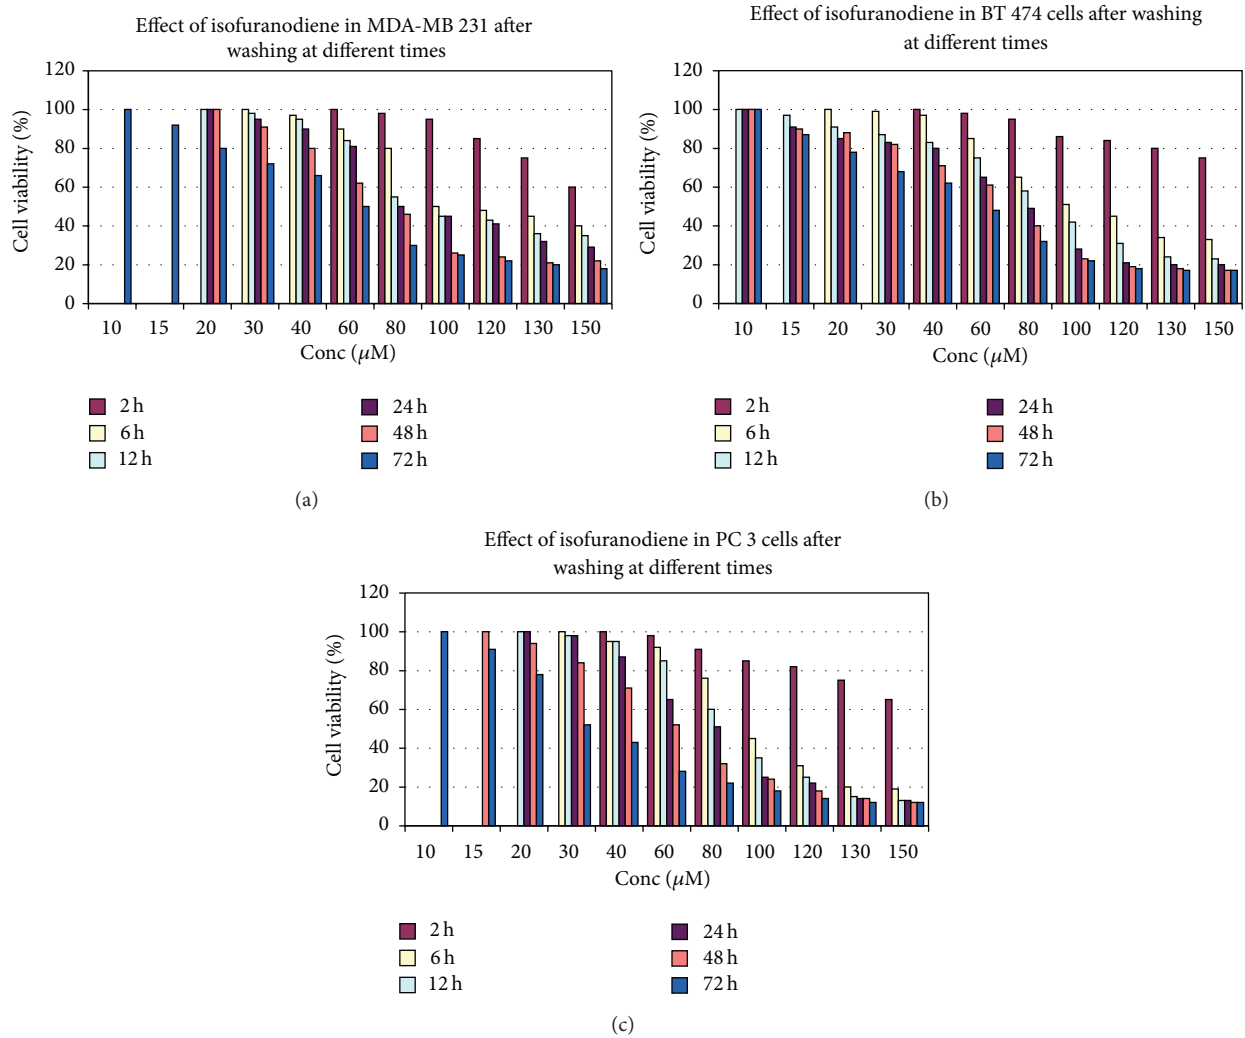 Effect of isofuranodiene in MDA-MB 231 after
washing at different times
120
100
80
60
40
20
0
Cell viability (%)
10 15 20 30 40 60 80 100 120 130 150
Conc (μM)
2 h
6 h
12 h
24 h
48 h
72 h
(a)
Effect of isofuranodiene in BT 474 cells after washing
at different times
120
100
80
60
40
20
0
Cell viability (%)
10 15 20 30 40 60 80 100 120 130 150
Conc (μM)
2 h
6 h
12 h
24 h
48 h
72 h
(b)
Effect of isofuranodiene in PC 3 cells after
washing at different times
120
100
80
60
40
20
0
Cell viability (%)
10 15 20 30 40 60 80 100 120 130 150
Conc (μM)
2 h
6 h
12 h
24 h
48 h
72 h
(c)